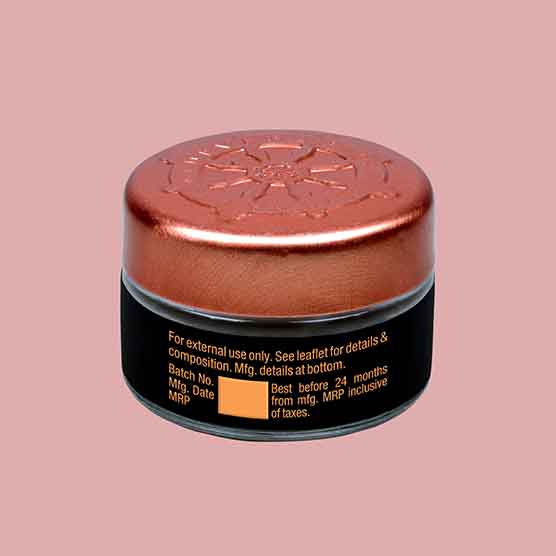 For external use only. See leaflet for details &
composition. Mfg. details at bottom.
Batch No.
Mfg. Date
MRP
Best before 24 months
from mfg. MRP inclusive
of taxes.